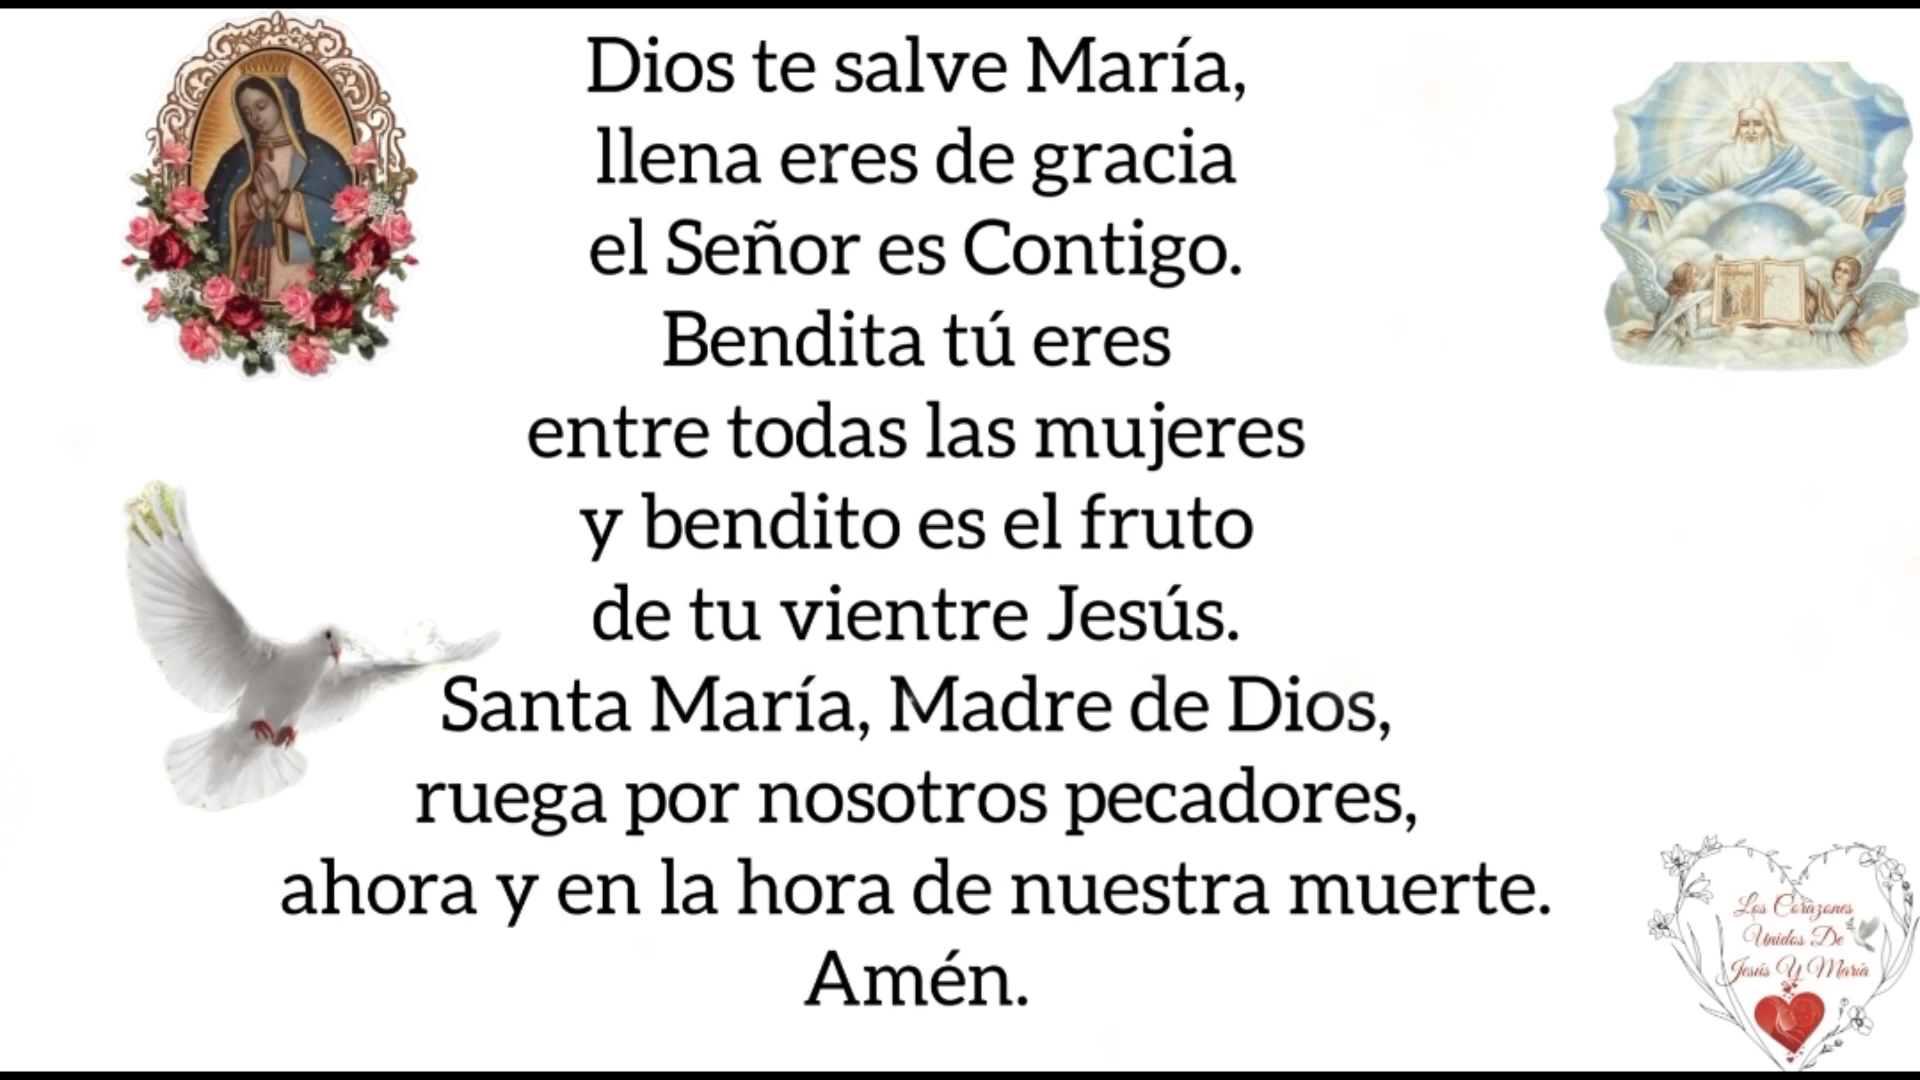 Dios te salve María,
llena eres de gracia
el Señor es Contigo.
Bendita tú eres
entre todas las mujeres
y bendito es el fruto
de tu vientre Jesús.
Santa María, Madre de Dios,
ruega por nosotros pecadores,
ahora y en la hora de nuestra muerte.
Amén.
Los Corazones
Unidos De
Jesús Y María